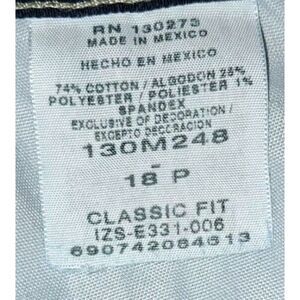 RN 130273
MADE IN MEXICO
HECHO EN MEXICO
74% COTTON / ALGODON 25%
POLYESTER / POLIESTER 1%
SPANDEX
EXCLUSIVE OF DECORATION /
EXCEPTO DECORACION
130M248
-
18 P
CLASSIC FIT
IZS-E331-006
690742084513